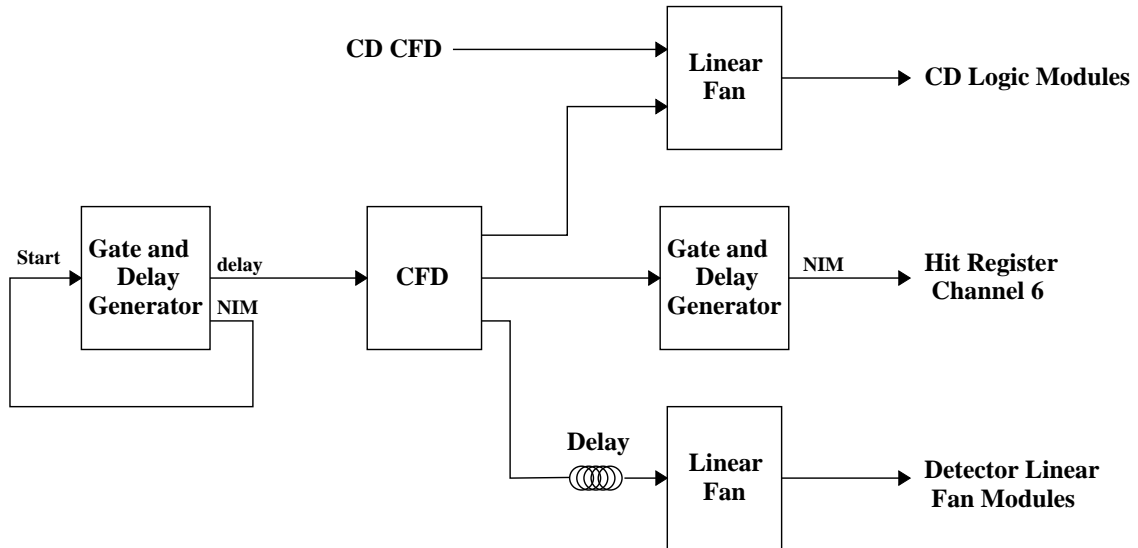 CD CFD
Linear
Fan
CD Logic Modules
Start
Gate and
Delay
Generator
delay
NIM
CFD
Gate and
Delay
Generator
NIM
Hit Register
Channel 6
Delay
Linear
Fan
Detector Linear
Fan Modules